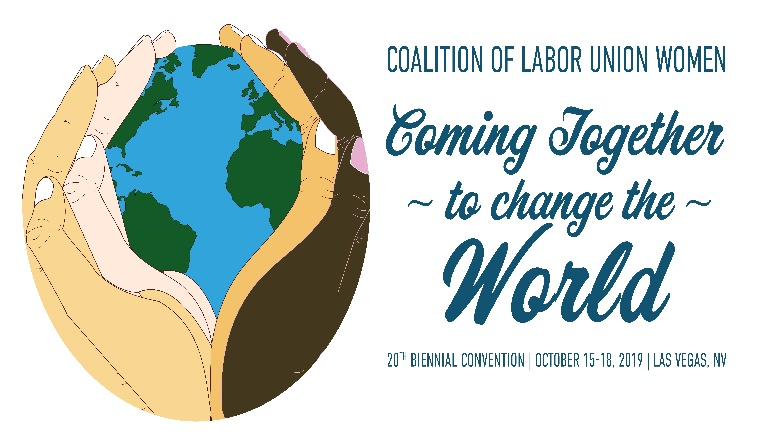 COALITION OF LABOR UNION WOMEN
Coming Together
~ to change the ~
World
20TH BIENNIAL CONVENTION | OCTOBER 15-18, 2019 | LAS VEGAS, NV